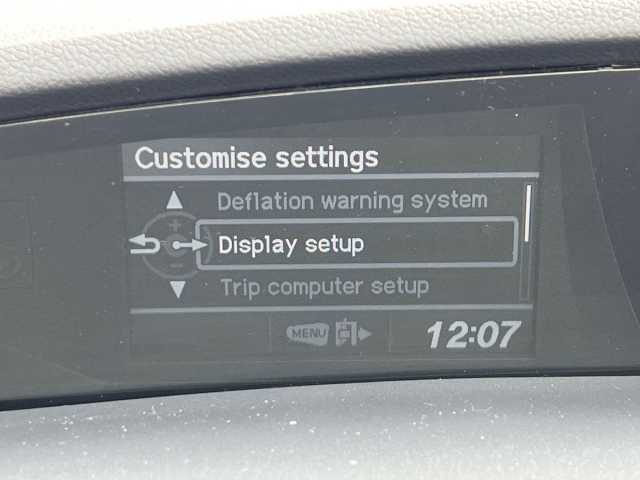 Customise settings
Deflation warning system
Display setup
Trip computer setup
MENU
12:07